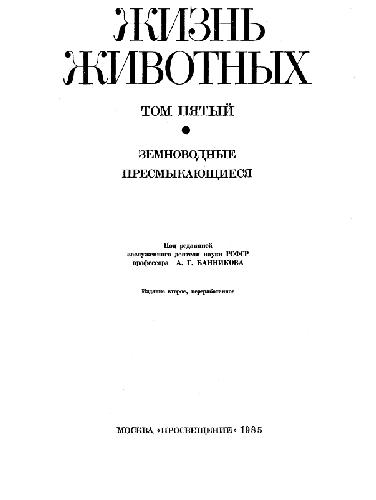 ЖИЗНЬ
ЖИВОТНЫХ
ТОМ ПЯТЫЙ
•
ЗЕМНОВОДНЫЕ
ПРЕСМЫКАЮЩИЕСЯ
Под редакцией
заслуженного деятеля науки РСФСР
профессора А. Г. БАННИКОВА
Издание второе, переработанное
МОСКВА «ПРОСВЕЩЕНИЕ» 1985